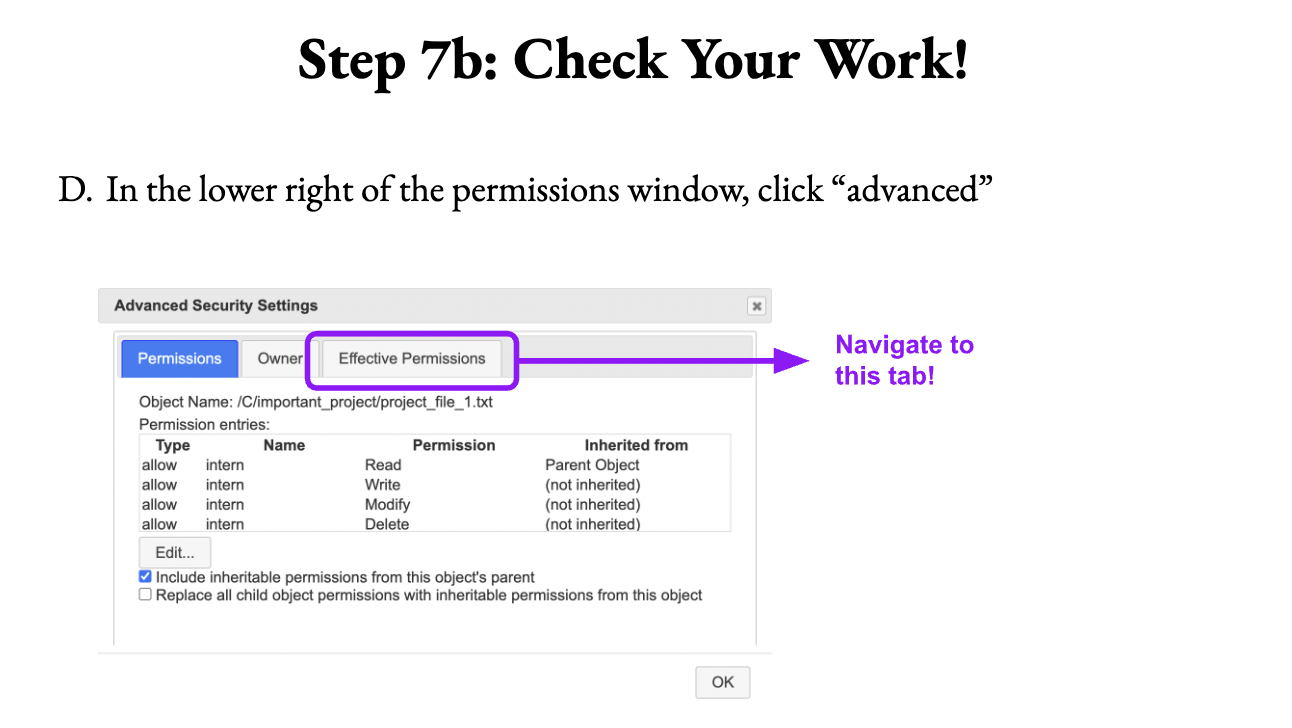 Step 7b: Check Your Work!
D. In the lower right of the permissions window, click “advanced”
Advanced Security Settings
Permissions Owner Effective Permissions
Navigate to
this tab!
Object Name: /C/important_project/project_file_1.txt
Permission entries:
Type Name Permission Inherited from
allow intern Read Parent Object
allow intern Write (not inherited)
allow intern Modify (not inherited)
allow intern Delete (not inherited)
Edit...
Include inheritable permissions from this object's parent
Replace all child object permissions with inheritable permissions from this object
OK